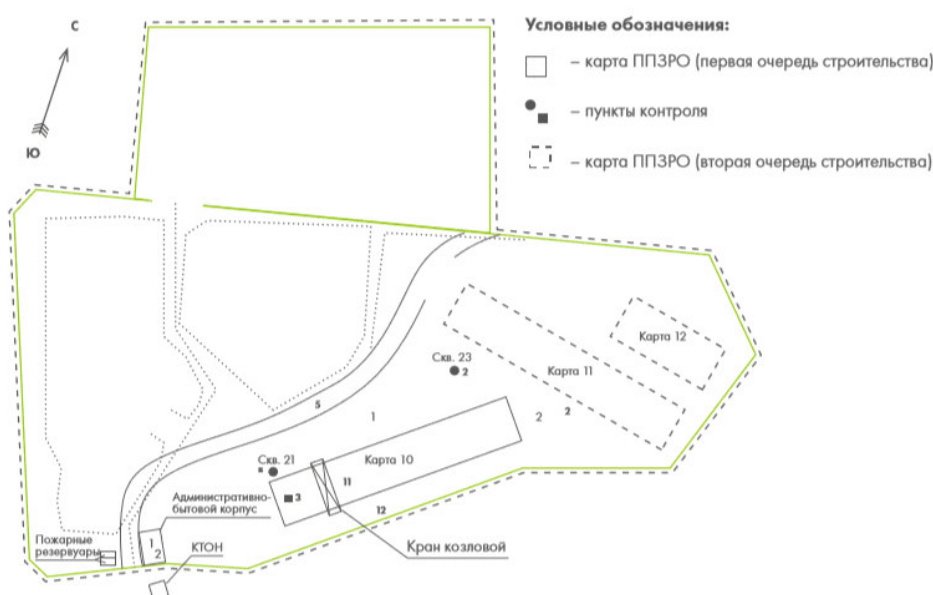 С
Ю
Условные обозначения:
– карта ППЗРО (первая очередь строительства)
– пункты контроля
– карта ППЗРО (вторая очередь строительства)
Карта 12
Скв. 23
2
Карта 11
5
1
2
2
Скв. 21
Карта 10
3
11
12
Административно-
бытовой корпус
Пожарные
резервуары
1
2
КТОН
Кран козловой